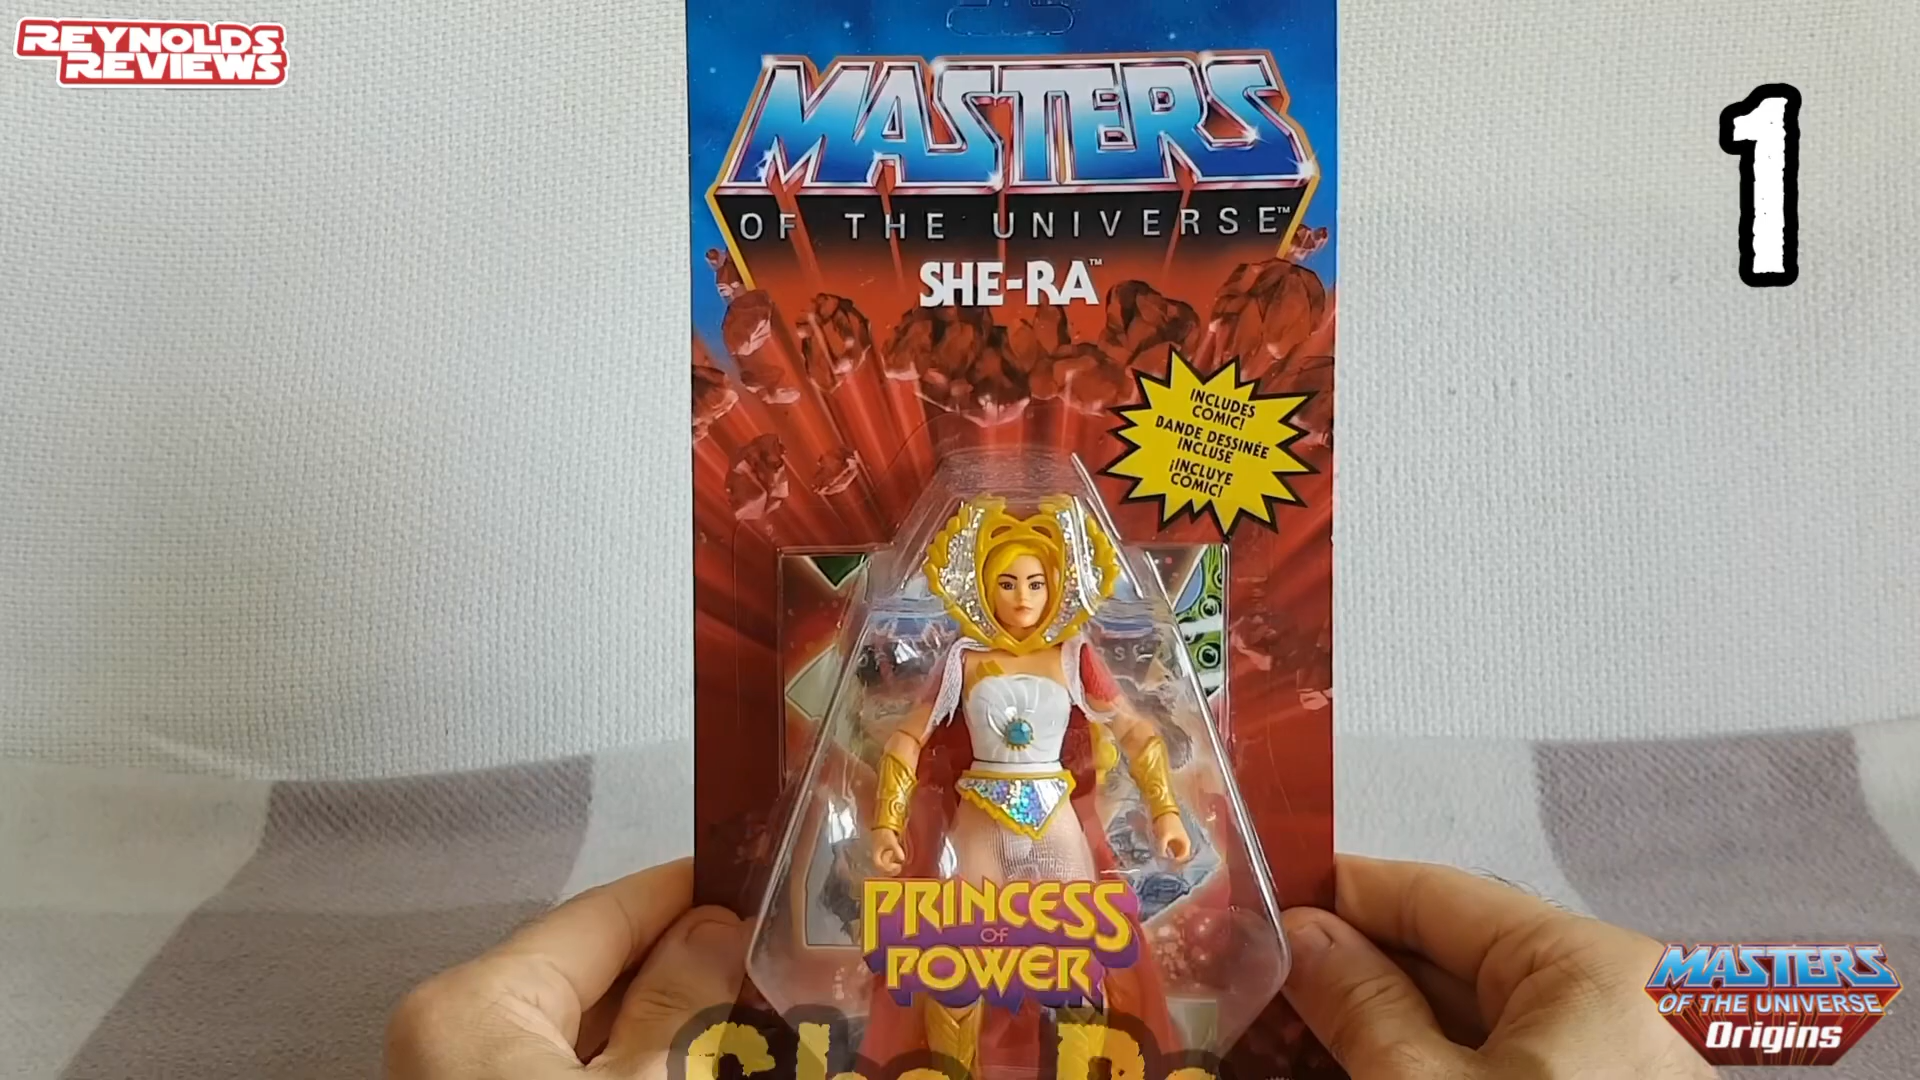 REYNOLDS
REVIEWS
1
MASTERS
OF THE UNIVERSE™
SHE-RA™
INCLUDES
COMIC!
BANDE DESSINÉE
INCLUSE
¡INCLUYE
CÓMIC!
PRINCESS
OF
POWER
MASTERS
OF THE UNIVERSE
Origins